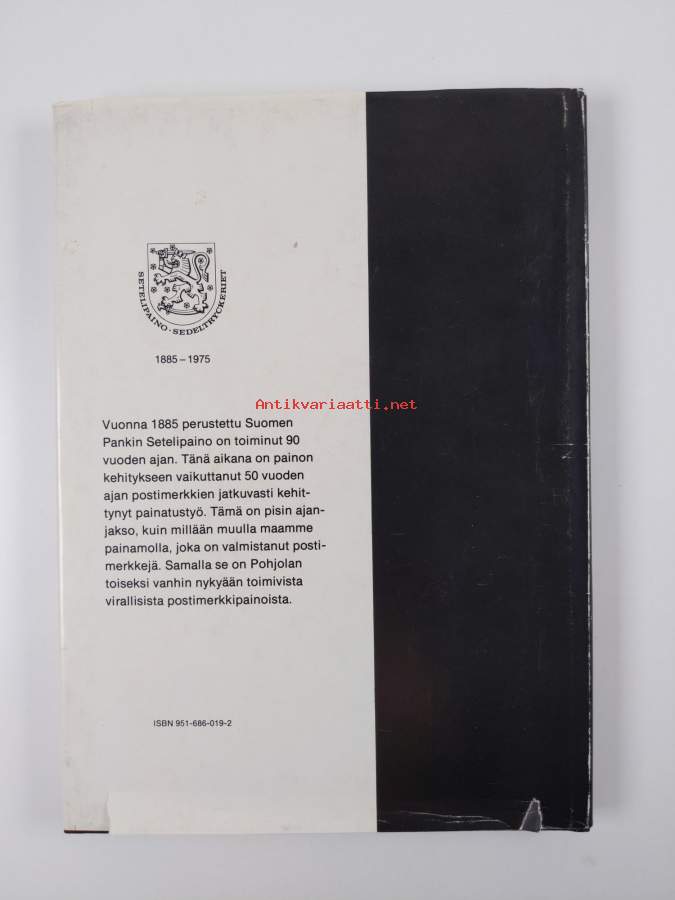 SETELIPAINO · SEDELTRYCKERIET
1885 – 1975
Antikvariaatti.net
Vuonna 1885 perustettu Suomen
Pankin Setelipaino on toiminut 90
vuoden ajan. Tänä aikana on painon
kehitykseen vaikuttanut 50 vuoden
ajan postimerkkien jatkuvasti kehit-
tynyt painatustyö. Tämä on pisin ajan-
jakso, kuin millään muulla maamme
painamolla, joka on valmistanut posti-
merkkejä. Samalla se on Pohjolan
toiseksi vanhin nykyään toimivista
virallisista postimerkkipainoista.
ISBN 951-686-019-2